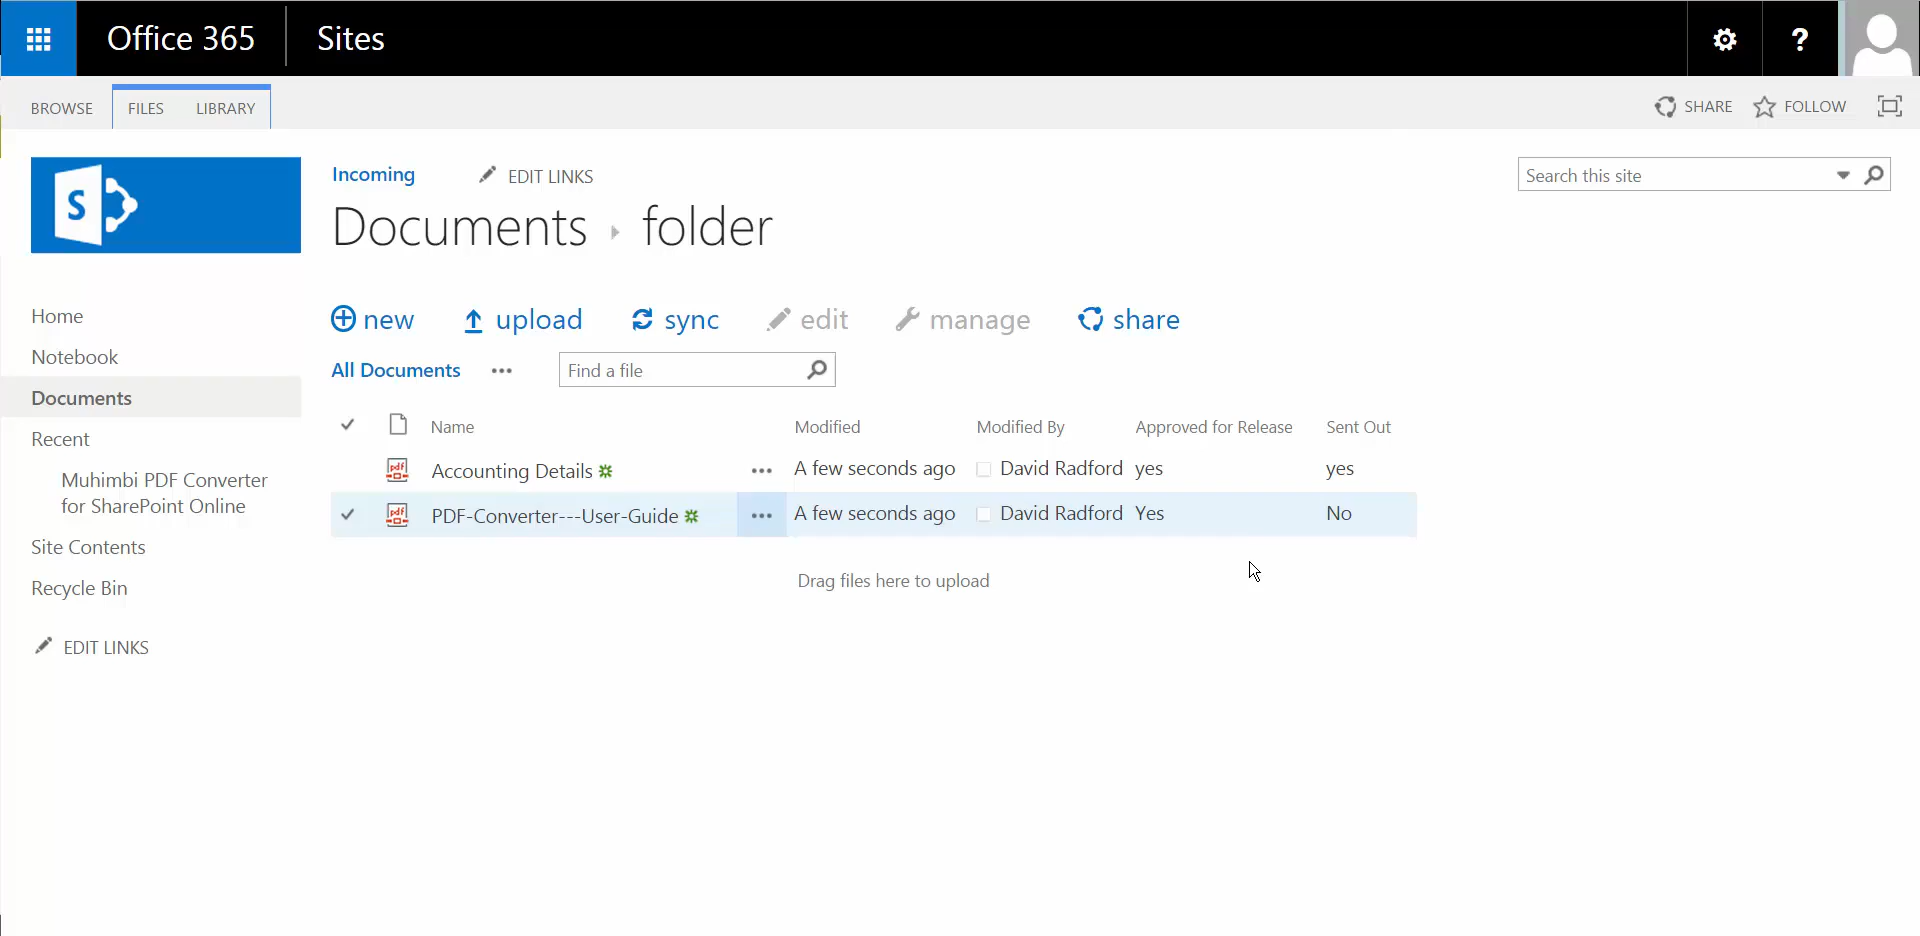 Office 365 Sites ?
BROWSE FILES LIBRARY SHARE FOLLOW
S
Incoming EDIT LINKS Search this site
Documents folder
new upload sync edit manage share
All Documents ••• Find a file
Name Modified Modified By Approved for Release Sent Out
pdf Accounting Details ••• A few seconds ago David Radford yes yes
pdf PDF-Converter---User-Guide ••• A few seconds ago David Radford Yes No
Drag files here to upload
Home
Notebook
Documents
Recent
Muhimbi PDF Converter
for SharePoint Online
Site Contents
Recycle Bin
EDIT LINKS